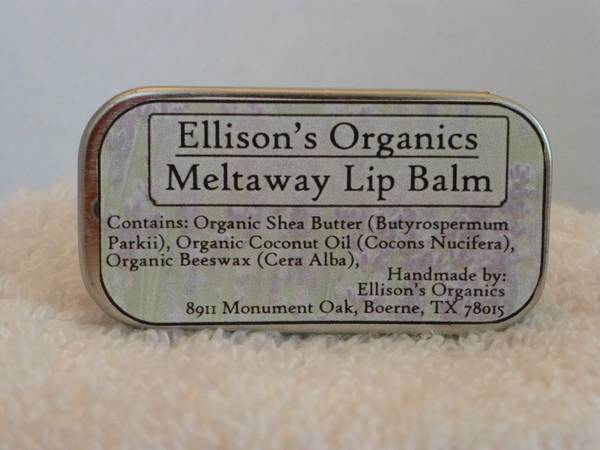 Ellison's Organics
Meltaway Lip Balm
Contains: Organic Shea Butter (Butyrospermum
Parkii), Organic Coconut Oil (Cocons Nucifera),
Organic Beeswax (Cera Alba),
Handmade by:
Ellison's Organics
8911 Monument Oak, Boerne, TX 78015